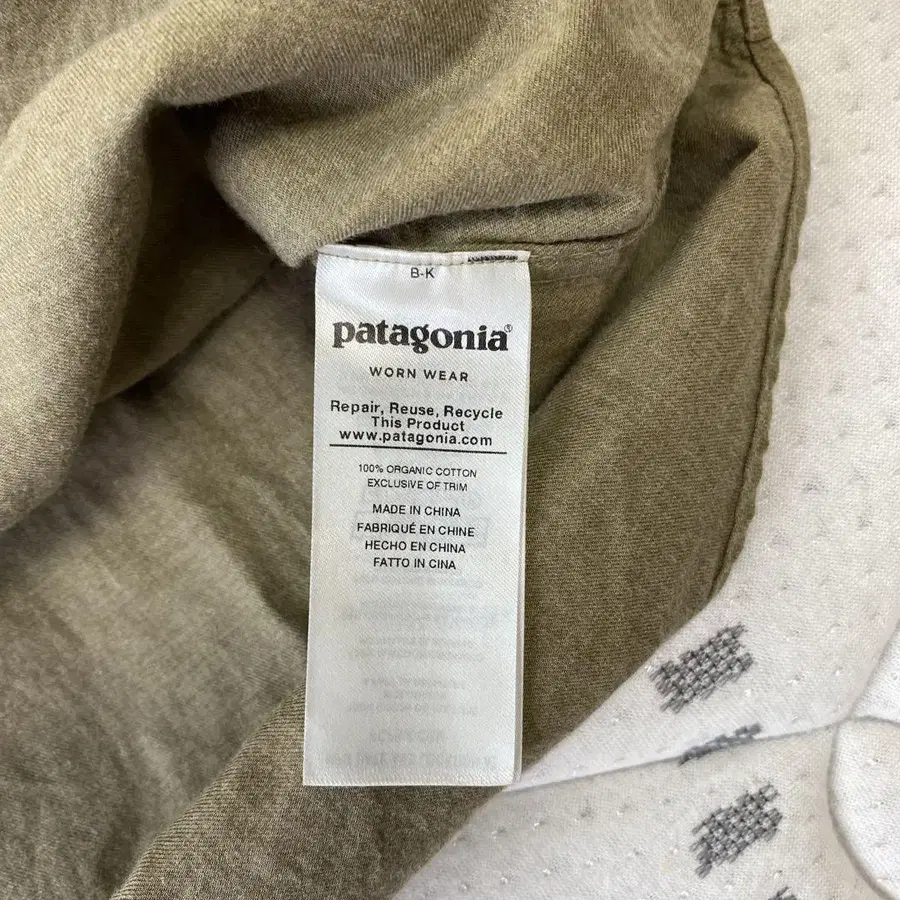 B-K
patagonia®
WORN WEAR
Repair, Reuse, Recycle
This Product
www.patagonia.com
100% ORGANIC COTTON
EXCLUSIVE OF TRIM
MADE IN CHINA
FABRIQUÉ EN CHINE
HECHO EN CHINA
FATTO IN CINA